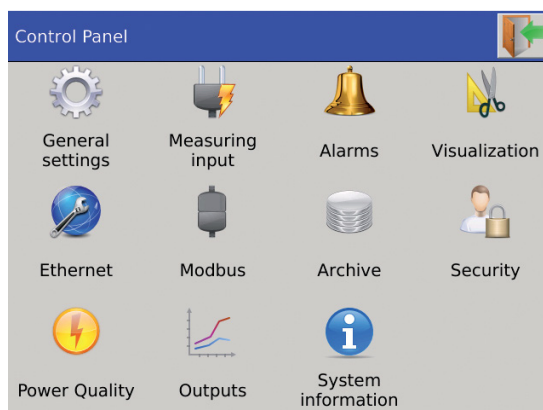 Control Panel
General
settings
Measuring
input
Alarms
Visualization
Ethernet
Modbus
Archive
Security
Power Quality
Outputs
System
information